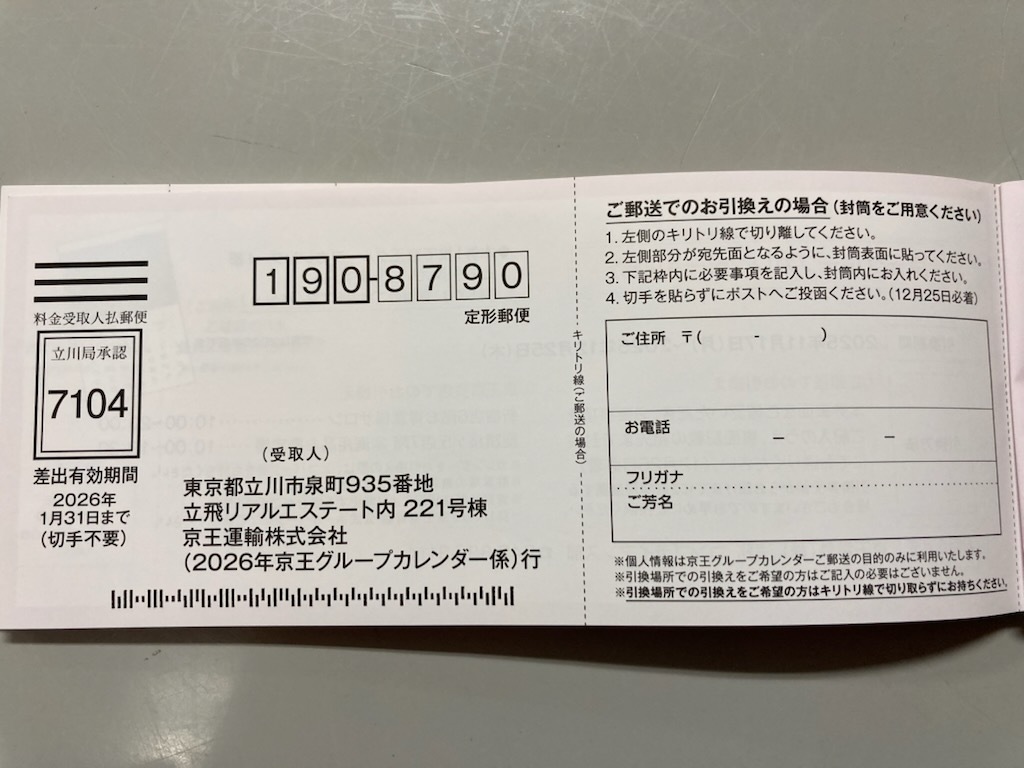 190-8790
定形郵便
料金受取人払郵便
立川局承認
7104
差出有効期間
2026年
1月31日まで
(切手不要)
(受取人)
東京都立川市泉町935番地
立飛リアルエステート内 221号棟
京王運輸株式会社
(2026年京王グループカレンダー係)行
キリトリ線(ご郵送の場合)
ご郵送でのお引換えの場合(封筒をご用意ください)
1. 左側のキリトリ線で切り離してください。
2. 左側部分が宛先面となるように、封筒表面に貼ってください。
3. 下記枠内に必要事項を記入し、封筒内にお入れください。
4. 切手を貼らずにポストへご投函ください。(12月25日必着)
ご住所 〒( - )
お電話 – –
フリガナ
ご芳名
※個人情報は京王グループカレンダーご郵送の目的のみに利用いたします。
※引換場所での引換えをご希望の方はご記入の必要はございません。
※引換場所での引換えをご希望の方はキリトリ線で切り取らずにお持ちください。